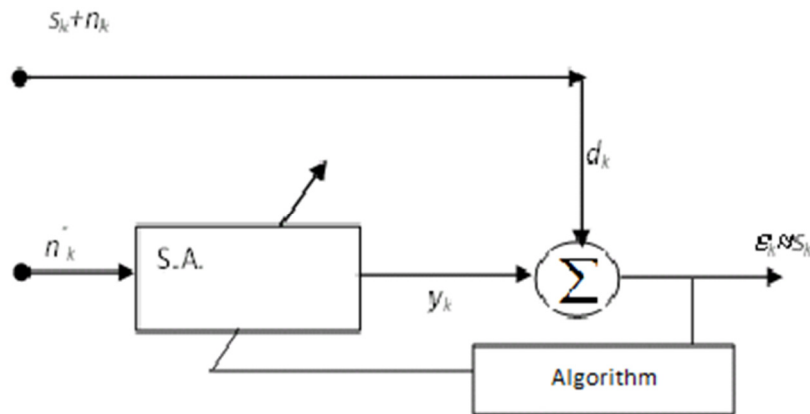 sₖ+nₖ
dₖ
n'ₖ
S.A.
εₖ≈Sₖ
yₖ
Σ
Algorithm